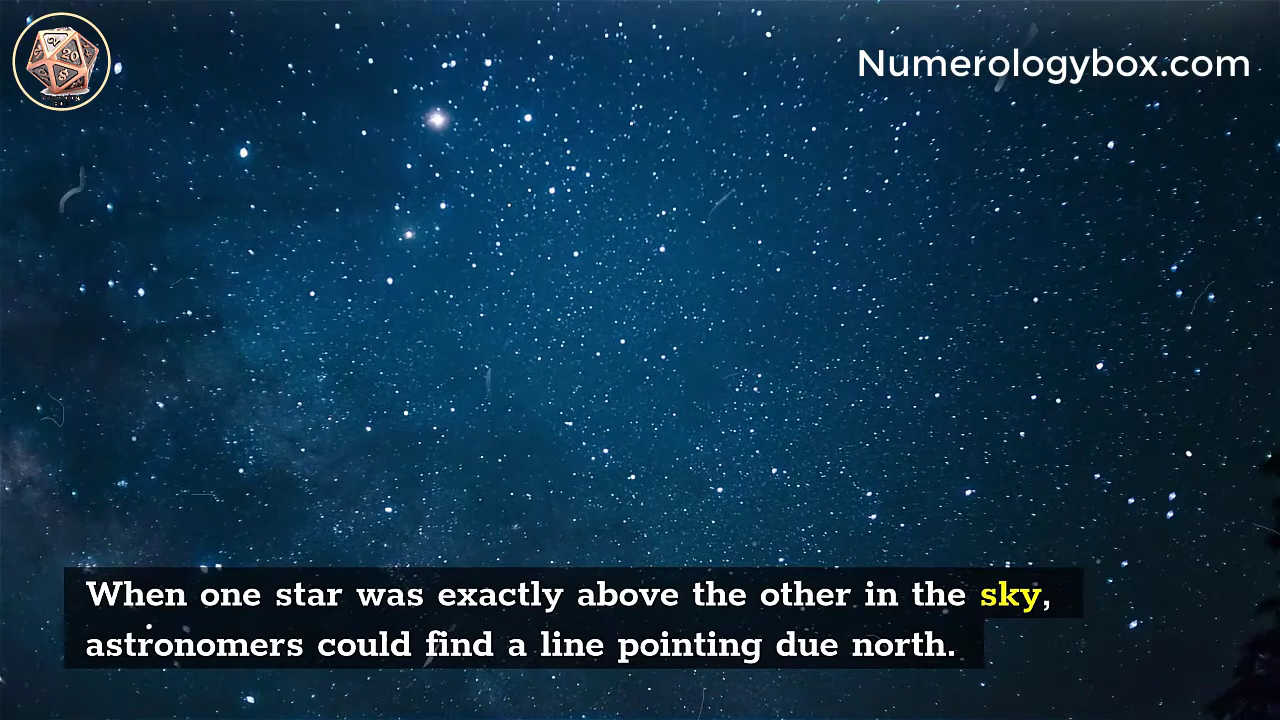 20
Numerologybox.com
When one star was exactly above the other in the sky,
astronomers could find a line pointing due north.